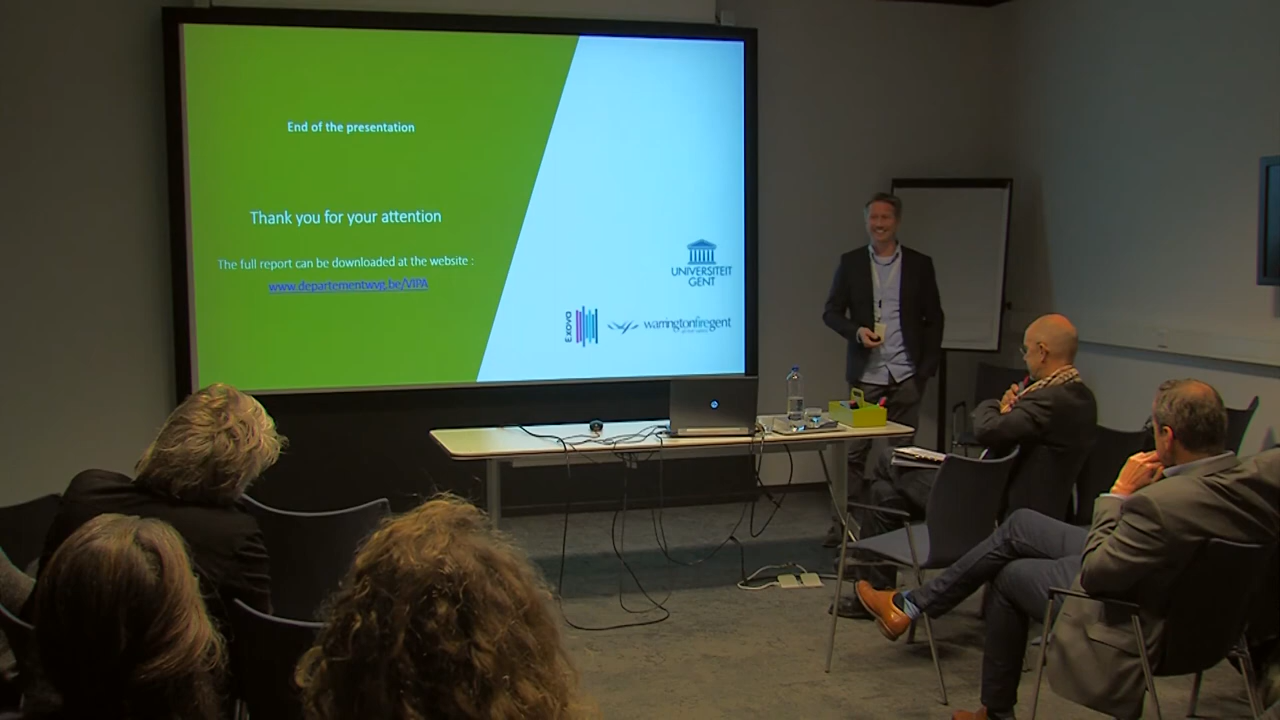 End of the presentation
Thank you for your attention
The full report can be downloaded at the website :
www.departementwvg.be/VIPA
UNIVERSITEIT
GENT
Exova
warringtonfiregent